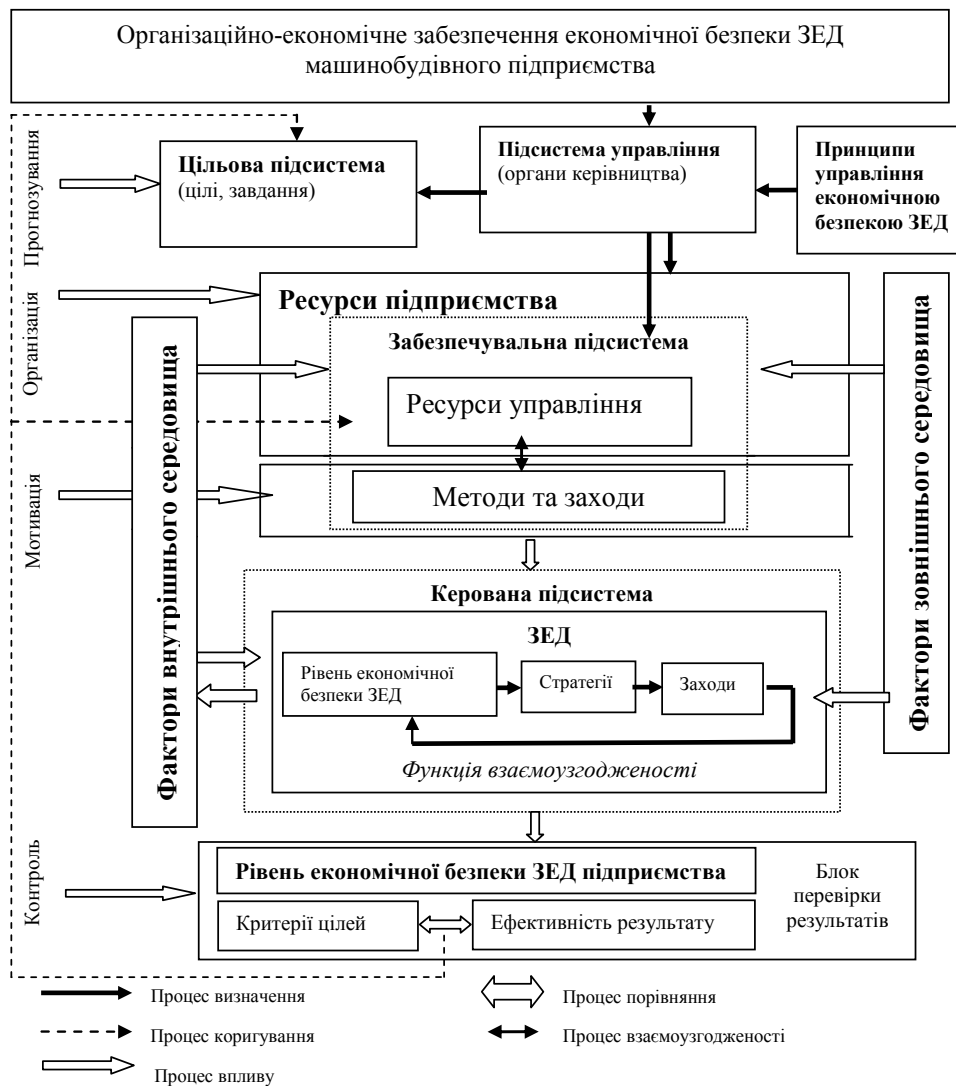 Організаційно-економічне забезпечення економічної безпеки ЗЕД
машинобудівного підприємства
Прогнозування
Цільова підсистема
(цілі, завдання)
Підсистема управління
(органи керівництва)
Принципи
управління
економічною
безпекою ЗЕД
Організація
Ресурси підприємства
Забезпечувальна підсистема
Ресурси управління
Фактори внутрішнього середовища
Фактори зовнішнього середовища
Мотивація
Методи та заходи
Керована підсистема
ЗЕД
Рівень економічної
безпеки ЗЕД
Стратегії
Заходи
Функція взаємоузгодженості
Контроль
Рівень економічної безпеки ЗЕД підприємства
Критерії цілей
Ефективність результату
Блок
перевірки
результатів
Процес визначення
Процес порівняння
Процес коригування
Процес взаємоузгодженості
Процес впливу